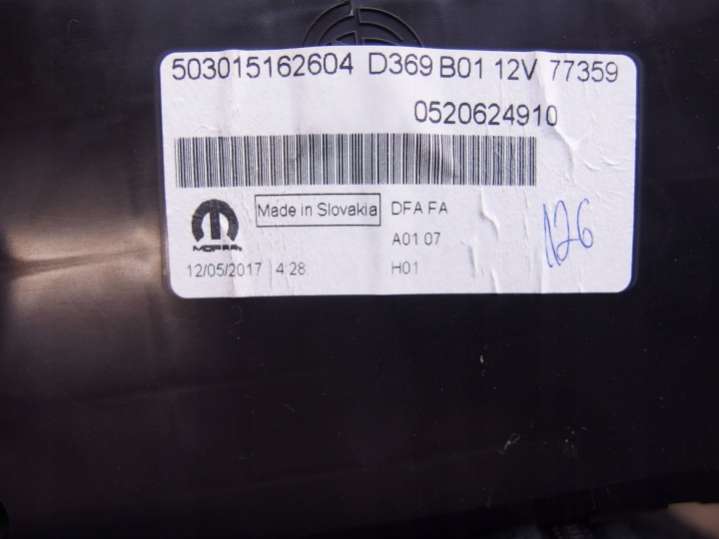 503015162604 D369 B01 12V 77359
0520624910
Made in Slovakia DFA FA
MOPAR
A01 07
12/05/2017 14:28 H01
126